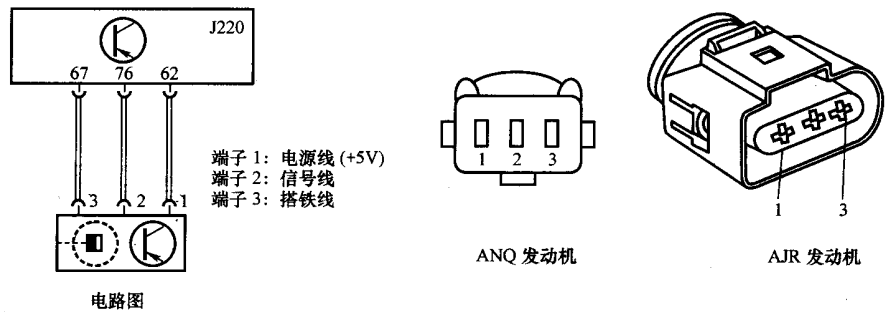 J220
67 76 62
3 2 1
电路图
端子 1：电源线 (+5V)
端子 2：信号线
端子 3：搭铁线
1 2 3
ANQ 发动机
1 3
AJR 发动机